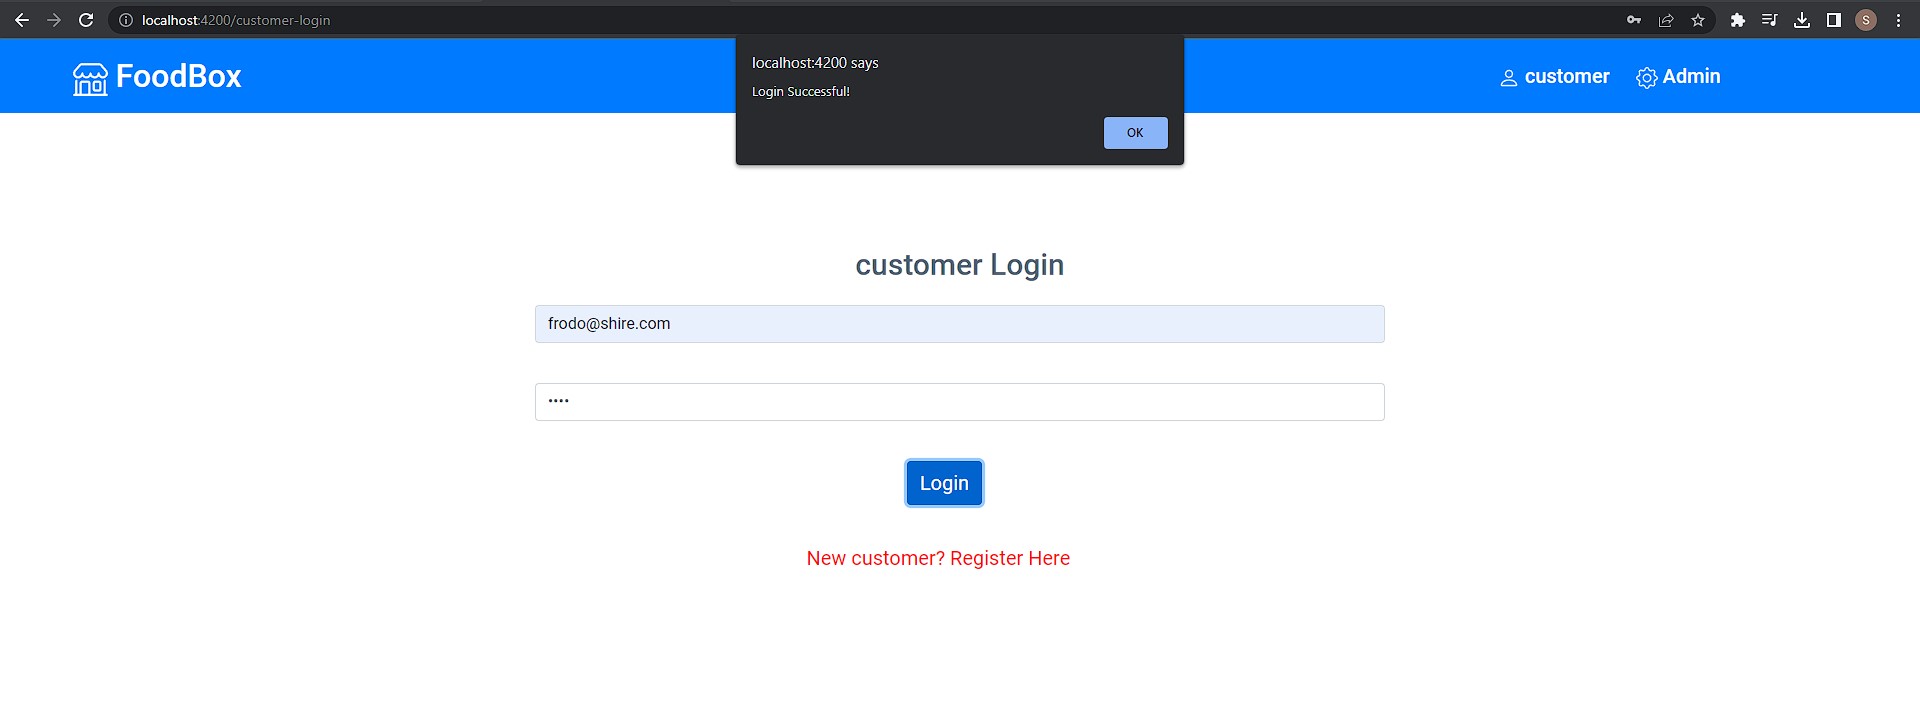 localhost:4200/customer-login
S
FoodBox
localhost:4200 says
Login Successful!
OK
customer
Admin
customer Login
frodo@shire.com
••••
Login
New customer? Register Here